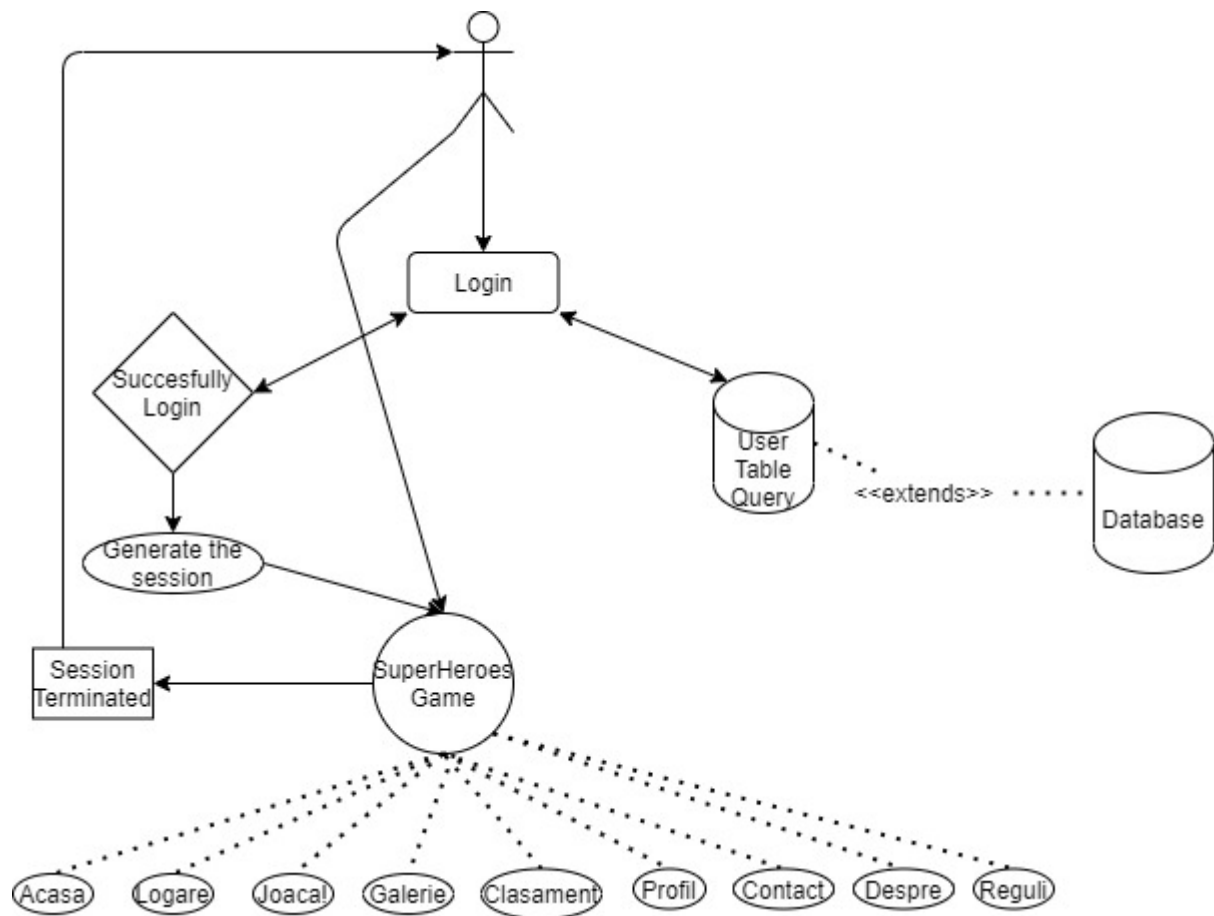 Login
Succesfully
Login
User
Table
Query
<<extends>>
Database
Generate the
session
Session
Terminated
SuperHeroes
Game
Acasa
Logare
Joaca!
Galerie
Clasament
Profil
Contact
Despre
Reguli